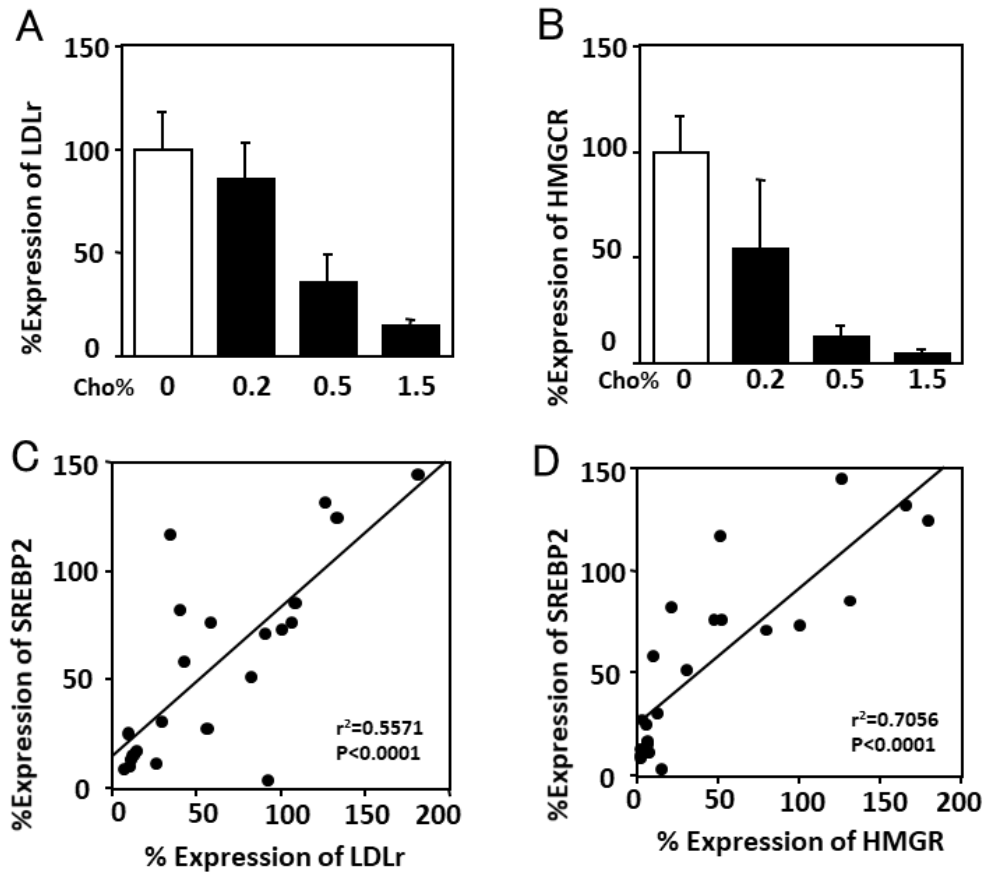 A
%Expression of LDLr
150
100
50
0
Cho% 0 0.2 0.5 1.5
B
%Expression of HMGCR
150
100
50
0
Cho% 0 0.2 0.5 1.5
C
%Expression of SREBP2
150
100
50
0
r²=0.5571
P<0.0001
0 50 100 150 200
% Expression of LDLr
D
%Expression of SREBP2
150
100
50
0
r²=0.7056
P<0.0001
0 50 100 150 200
% Expression of HMGR